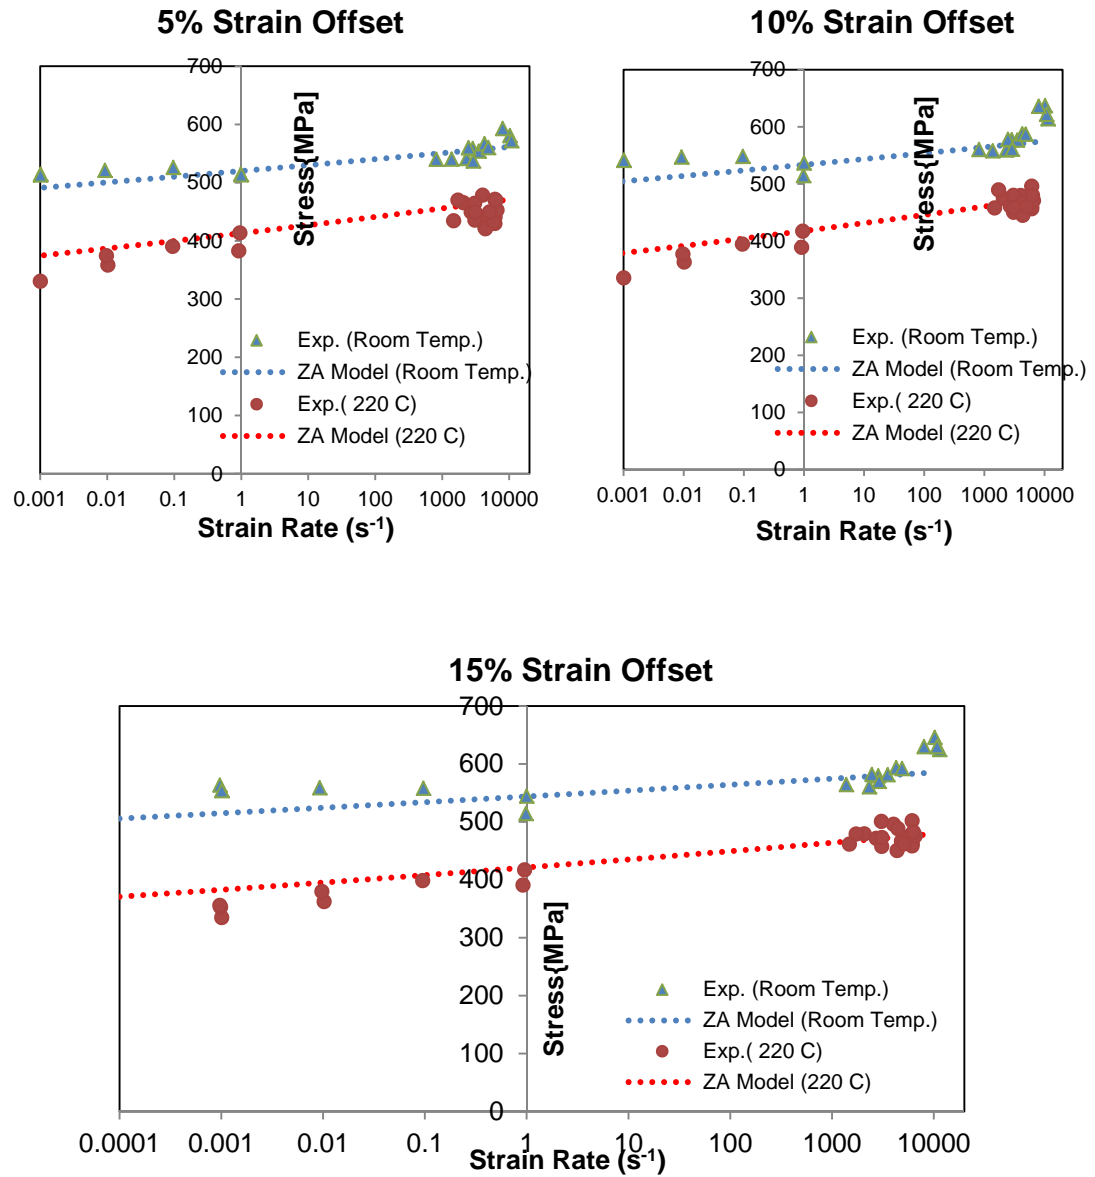 5% Strain Offset
700
600
500
400
300
200
100
0
Stress{MPa]
Exp. (Room Temp.)
ZA Model (Room Temp.)
Exp.( 220 C)
ZA Model (220 C)
0.001 0.01 0.1 1 10 100 1000 10000
Strain Rate (s-1)
10% Strain Offset
700
600
500
400
300
200
100
0
Stress{MPa]
Exp. (Room Temp.)
ZA Model (Room Temp.)
Exp.( 220 C)
ZA Model (220 C)
0.001 0.01 0.1 1 10 100 1000 10000
Strain Rate (s-1)
15% Strain Offset
700
600
500
400
300
200
100
0
Stress{MPa]
Exp. (Room Temp.)
ZA Model (Room Temp.)
Exp.( 220 C)
ZA Model (220 C)
0.0001 0.001 0.01 0.1 1 10 100 1000 10000
Strain Rate (s-1)